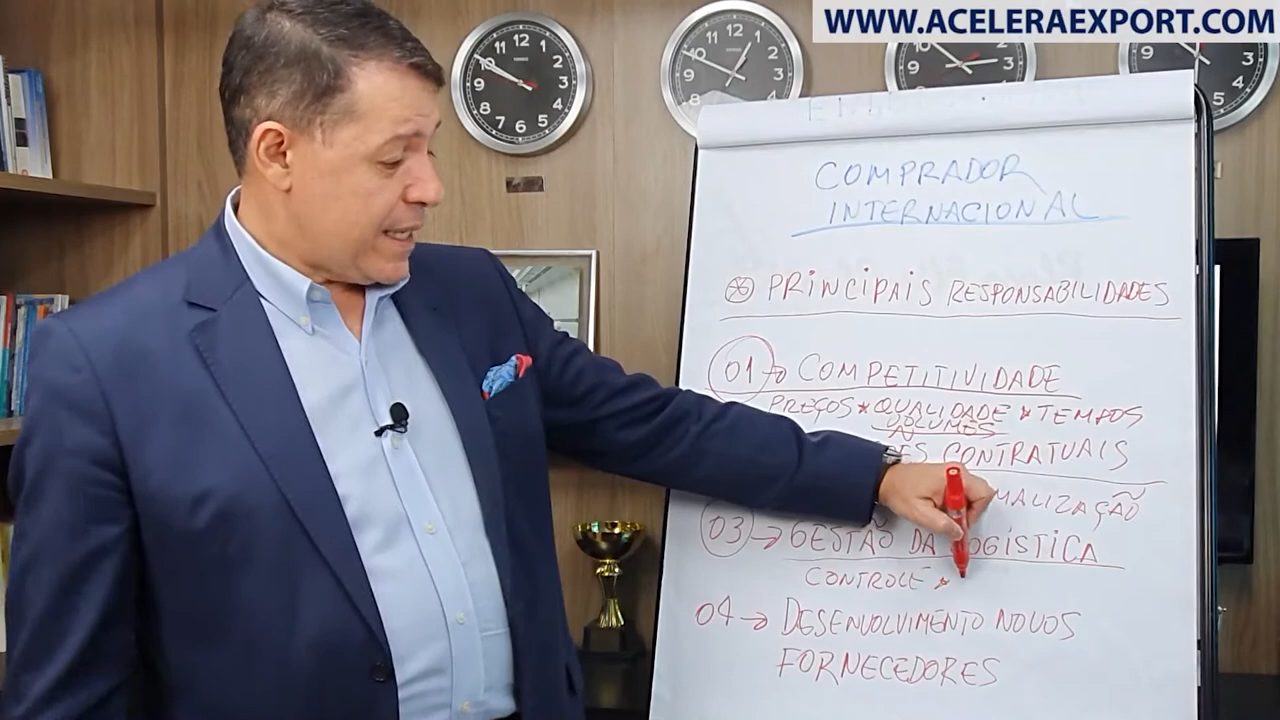 WWW.ACELERAEXPORT.COM
COMPRADOR
INTERNACIONAL
PRINCIPAIS RESPONSABILIDADES
01 → COMPETITIVIDADE
PREÇOS * QUALIDADE * TEMPOS
VOLUMES
CONTRATUAIS
03 → GESTÃO DA LOGÍSTICA
CONTROLE *
04 → DESENVOLVIMENTO NOVOS
FORNECEDORES